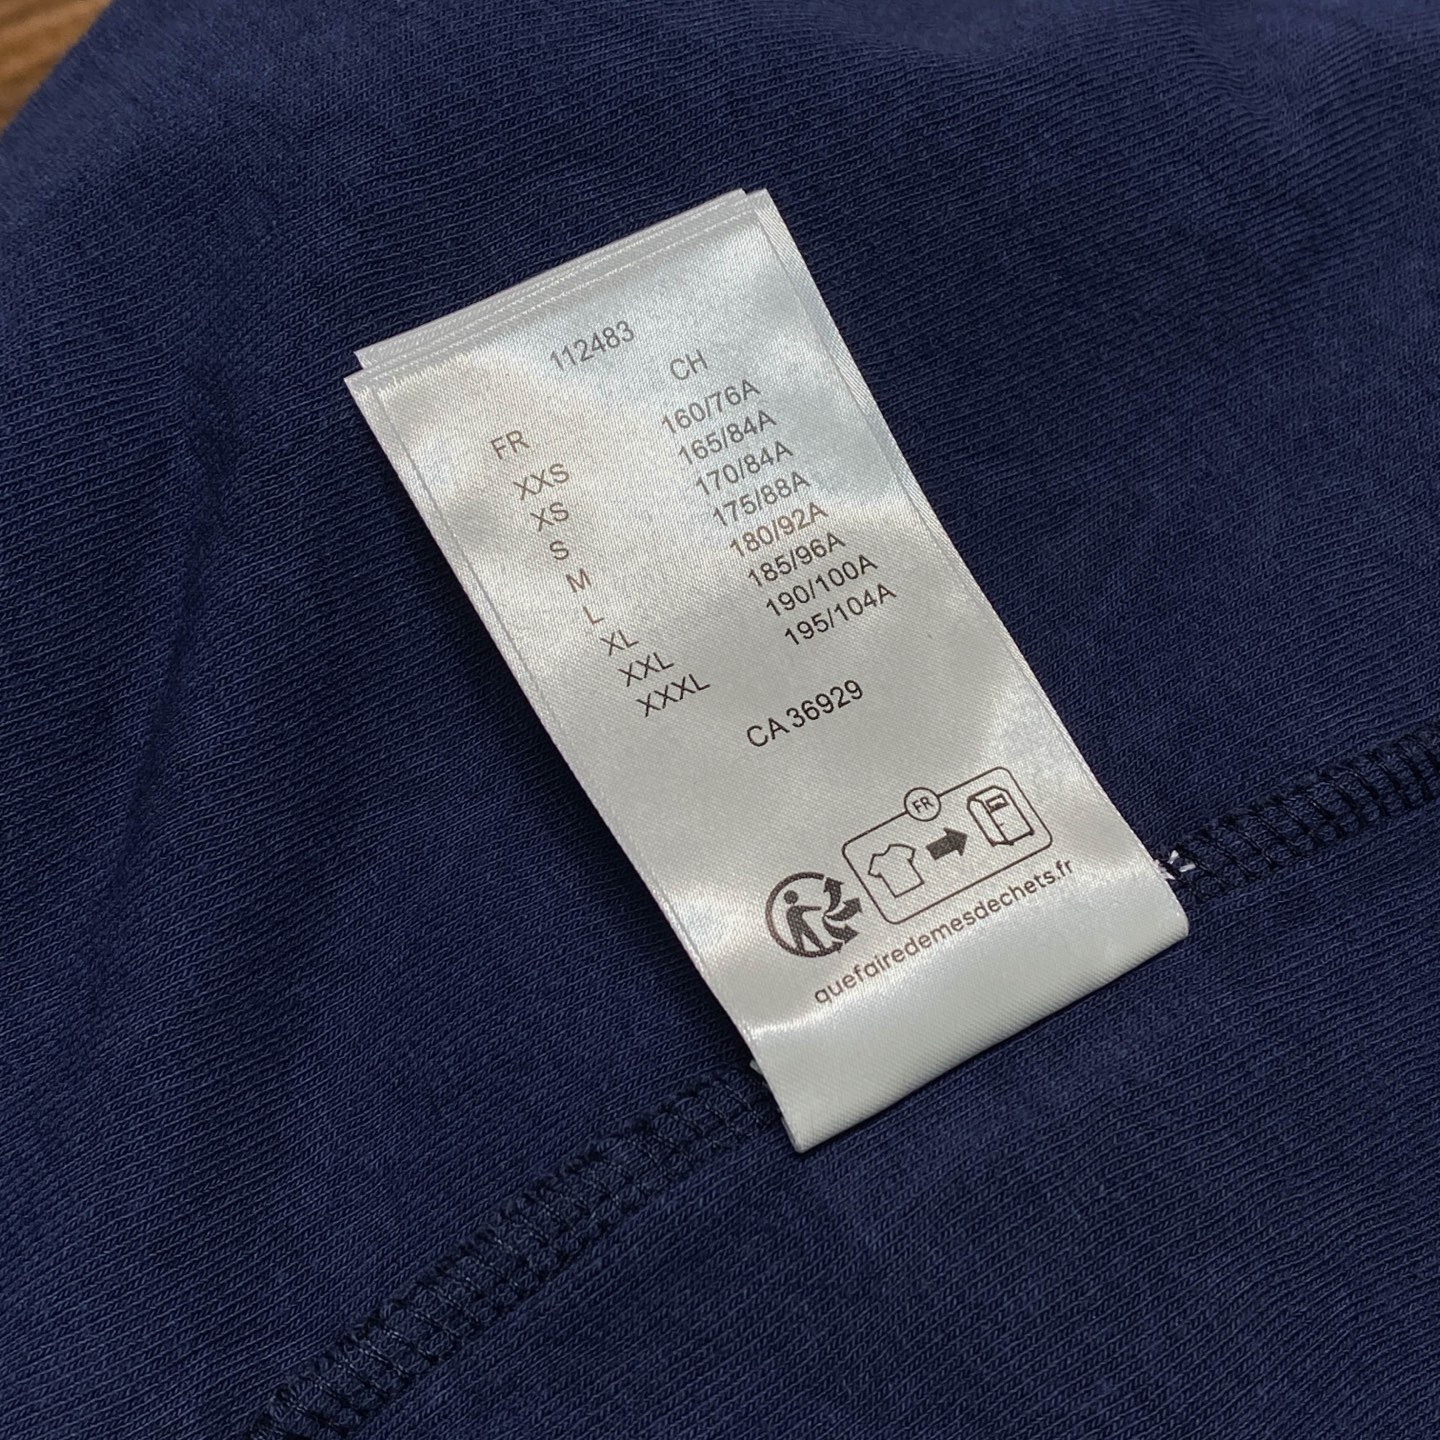 112483
FR CH
XXS 160/76A
XS 165/84A
S 170/84A
M 175/88A
L 180/92A
XL 185/96A
XXL 190/100A
XXXL 195/104A
CA 36929
FR
quefairedemesdechets.fr